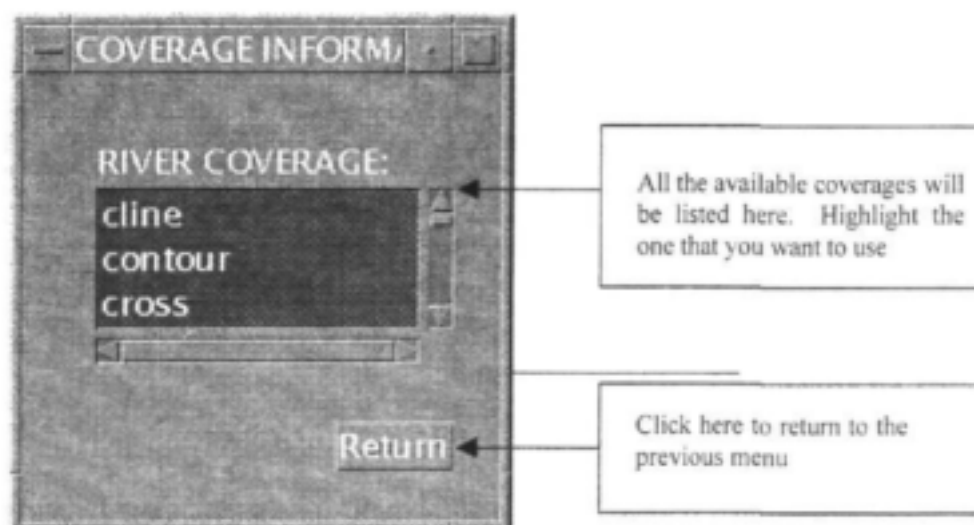 COVERAGE INFORMA
RIVER COVERAGE:
cline
contour
cross
Return
All the available coverages will
be listed here. Highlight the
one that you want to use
Click here to return to the
previous menu